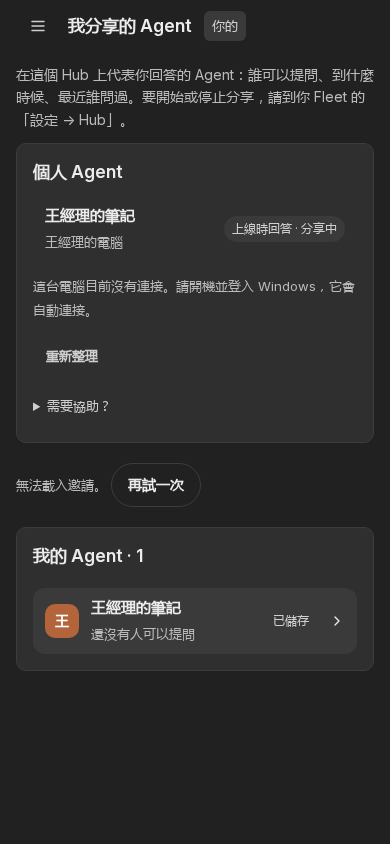 我分享的 Agent 你的
在這個 Hub 上代表你回答的 Agent：誰可以提問、到什麼
時候、最近誰問過。要開始或停止分享，請到你 Fleet 的
「設定 → Hub」。
個人 Agent
王經理的筆記
王經理的電腦
上線時回答 · 分享中
這台電腦目前沒有連接。請開機並登入 Windows，它會
自動連接。
重新整理
▶ 需要協助？
無法載入邀請。 再試一次
我的 Agent · 1
王
王經理的筆記
還沒有人可以提問
已儲存